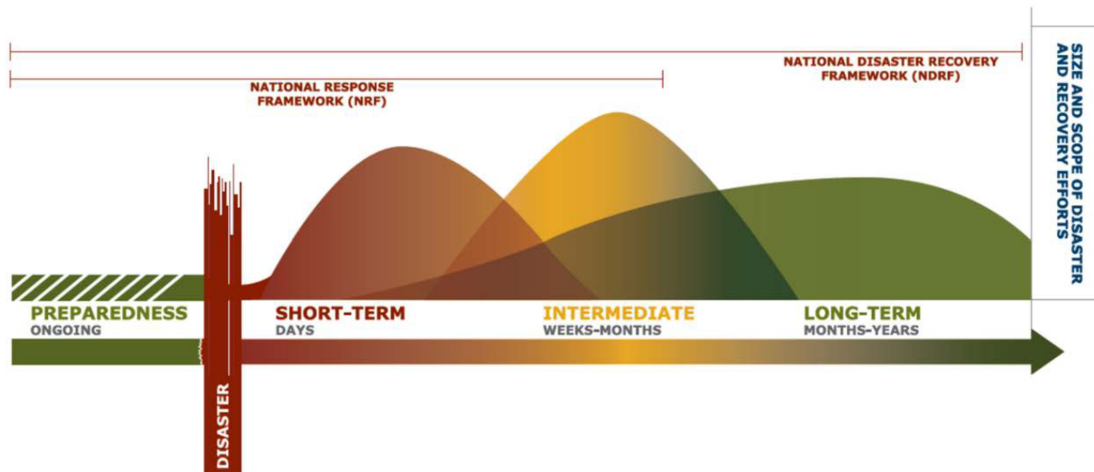 NATIONAL DISASTER RECOVERY
FRAMEWORK (NDRF)
NATIONAL RESPONSE
FRAMEWORK (NRF)
SIZE AND SCOPE OF DISASTER
AND RECOVERY EFFORTS
PREPAREDNESS
ONGOING
SHORT-TERM
DAYS
INTERMEDIATE
WEEKS-MONTHS
LONG-TERM
MONTHS-YEARS
DISASTER